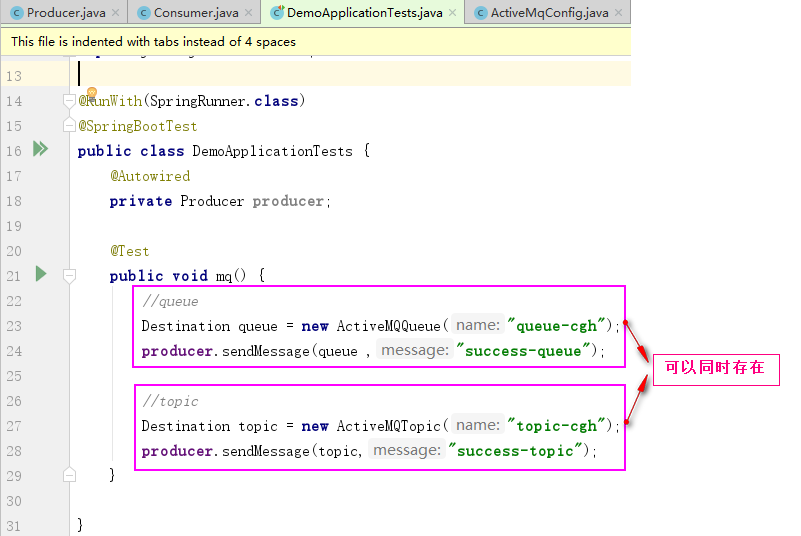 Producer.java × Consumer.java × DemoApplicationTests.java × ActiveMqConfig.java ×
This file is indented with tabs instead of 4 spaces
13
14 @RunWith(SpringRunner.class)
15 @SpringBootTest
16 public class DemoApplicationTests {
17 @Autowired
18 private Producer producer;
19
20 @Test
21 public void mq() {
22 //queue
23 Destination queue = new ActiveMQQueue( name: "queue-cgh");
24 producer.sendMessage(queue , message: "success-queue");
25
可以同时存在
26 //topic
27 Destination topic = new ActiveMQTopic( name: "topic-cgh");
28 producer.sendMessage(topic, message: "success-topic");
29 }
30
31 }